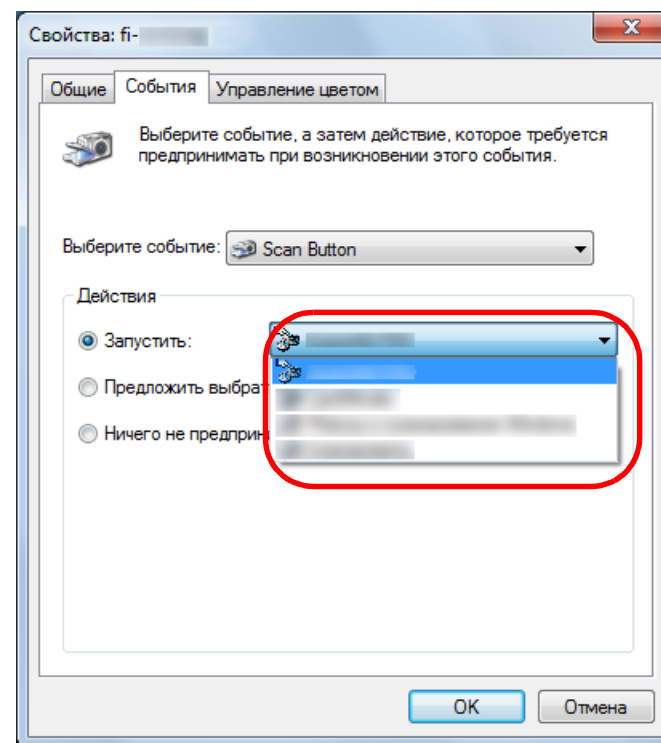 Свойства: fi-
Общие
События
Управление цветом
Выберите событие, а затем действие, которое требуется
предпринимать при возникновении этого события.
Выберите событие:
Scan Button
Действия
Запустить:
Предложить выбрат
Ничего не предприн
OK
Отмена